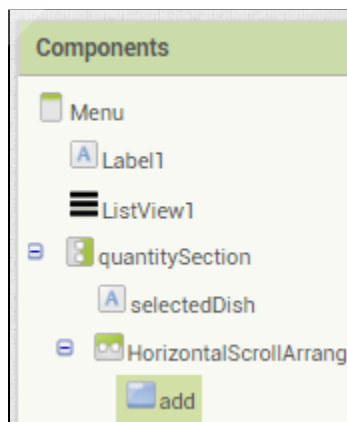 Components
Menu
A Label1
ListView1
quantitySection
A selectedDish
HorizontalScrollArrang
add